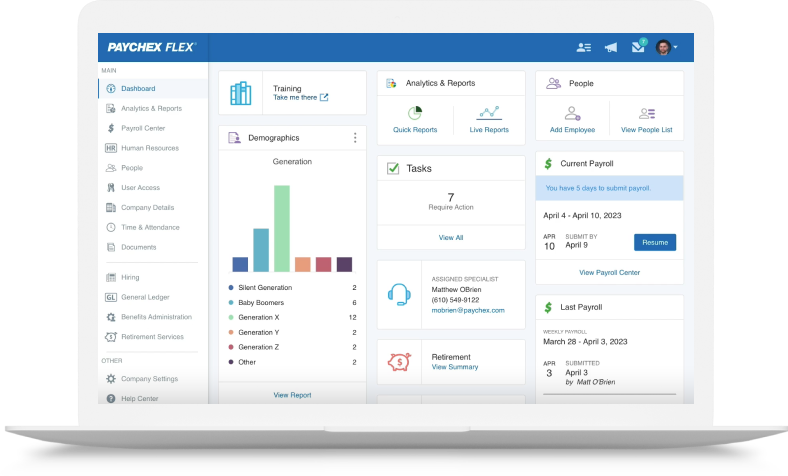 PAYCHEX FLEX®
7
MAIN
Dashboard
Analytics & Reports
$ Payroll Center
HR Human Resources
People
User Access
Company Details
Time & Attendance
Documents
Hiring
GL General Ledger
Benefits Administration
Retirement Services
OTHER
Company Settings
? Help Center
Training
Take me there
Demographics
Generation
Silent Generation 2
Baby Boomers 6
Generation X 12
Generation Y 2
Generation Z 2
Other 2
View Report
Analytics & Reports
Quick Reports
Live Reports
Tasks
7
Require Action
View All
ASSIGNED SPECIALIST
Matthew OBrien
(610) 549-9122
mobrien@paychex.com
$
Retirement
View Summary
People
Add Employee
View People List
$ Current Payroll
You have 5 days to submit payroll.
April 4 - April 10, 2023
APR
10
SUBMIT BY
April 9
Resume
View Payroll Center
$ Last Payroll
WEEKLY PAYROLL
March 28 - April 3, 2023
APR
3
SUBMITTED
April 3
by Matt O'Brien